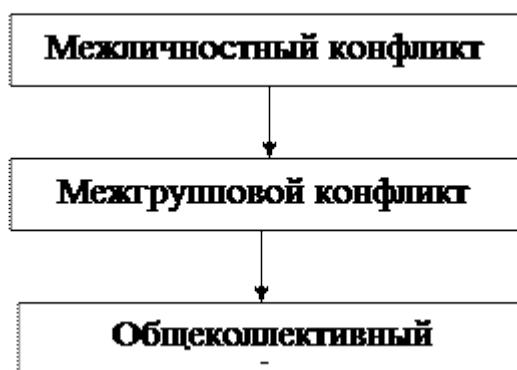 Межличностный конфликт
Межгрупповой конфликт
Общеколлективный